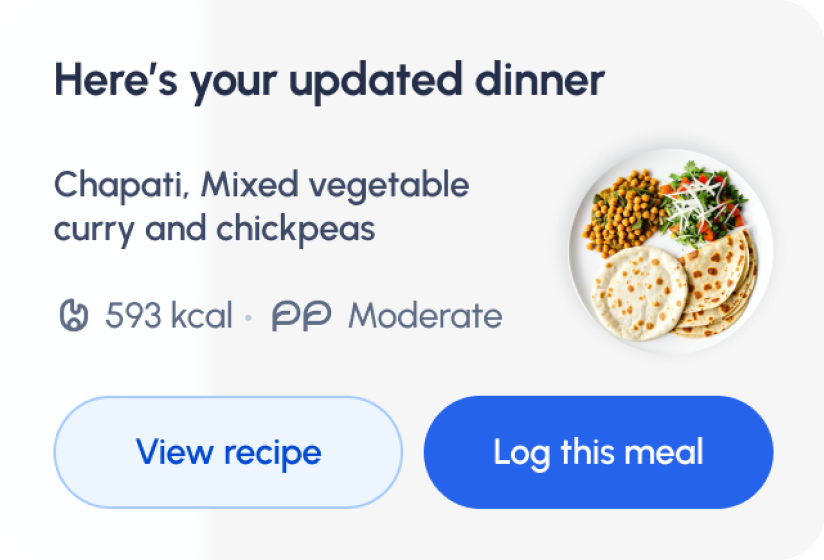 Here's your updated dinner
Chapati, Mixed vegetable
curry and chickpeas
593 kcal · Moderate
View recipe
Log this meal